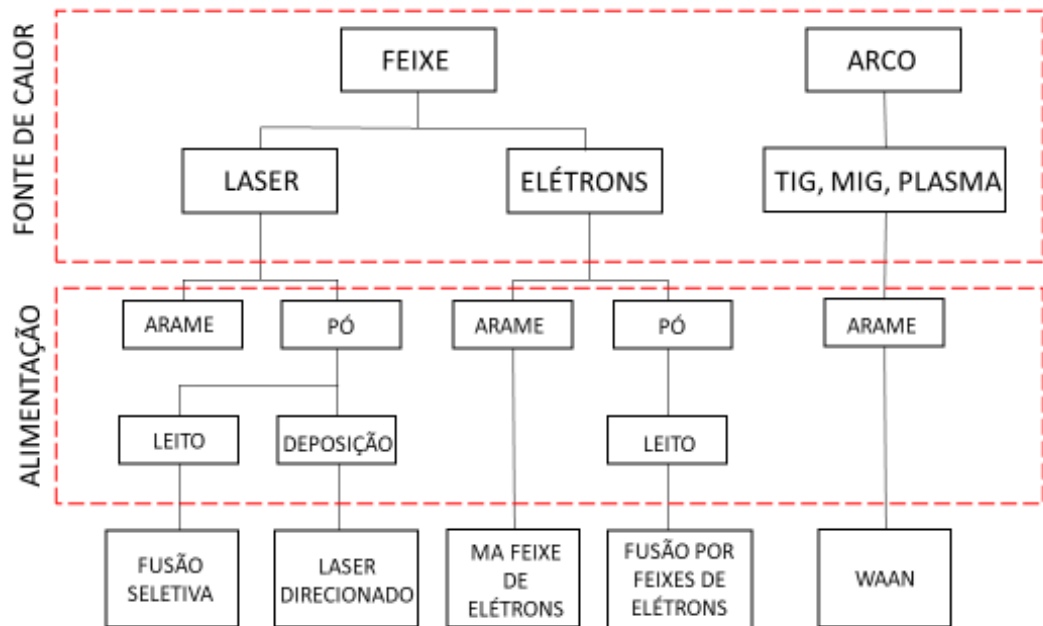 FONTE DE CALOR
FEIXE
ARCO
LASER
ELÉTRONS
TIG, MIG, PLASMA
ALIMENTAÇÃO
ARAME
PÓ
ARAME
PÓ
ARAME
LEITO
DEPOSIÇÃO
LEITO
FUSÃO
SELETIVA
LASER
DIRECIONADO
MA FEIXE
DE
ELÉTRONS
FUSÃO POR
FEIXES DE
ELÉTRONS
WAAN